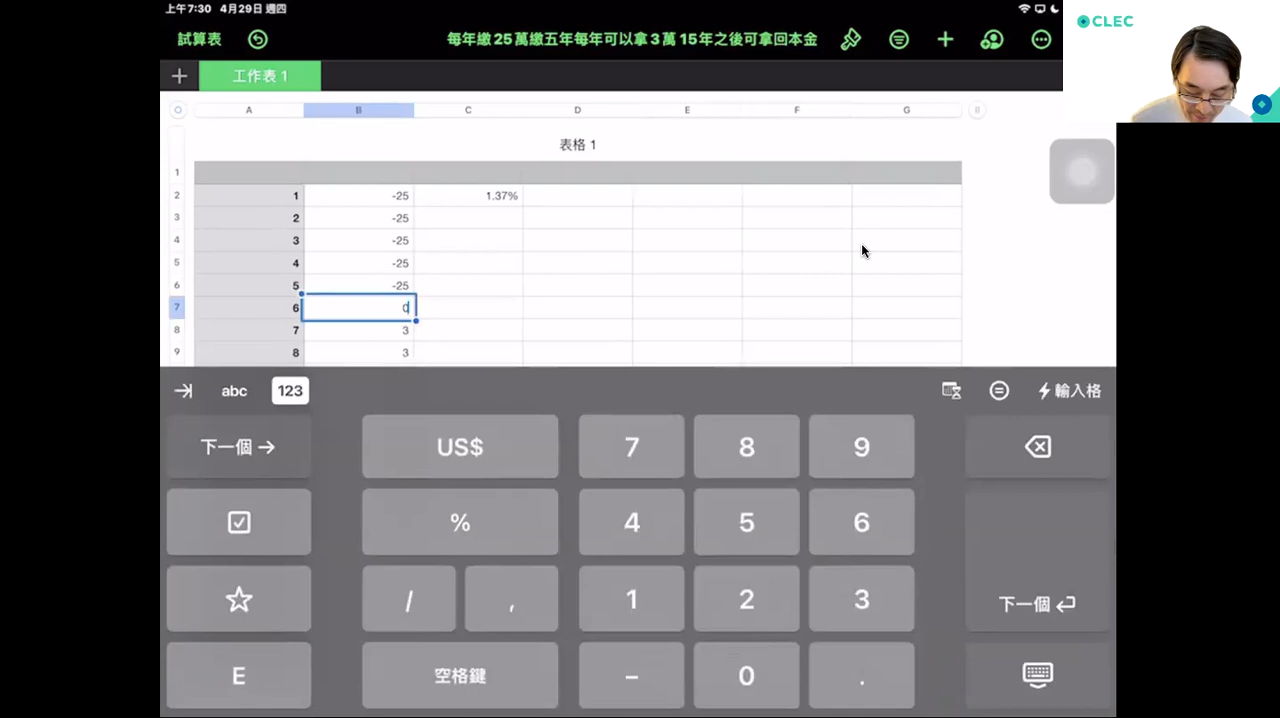 上午7:30 4月29日 週四
CLEC
試算表
每年繳25萬繳五年每年可以拿3萬15年之後可拿回本金
工作表 1
A B C D E F G
表格 1
1
2 1 -25 1.37%
3 2 -25
4 3 -25
5 4 -25
6 5 -25
7 6 0
8 7 3
9 8 3
abc 123 輸入格
下一個 US$ 7 8 9
% 4 5 6
/ , 1 2 3 下一個
E 空格鍵 - 0 .